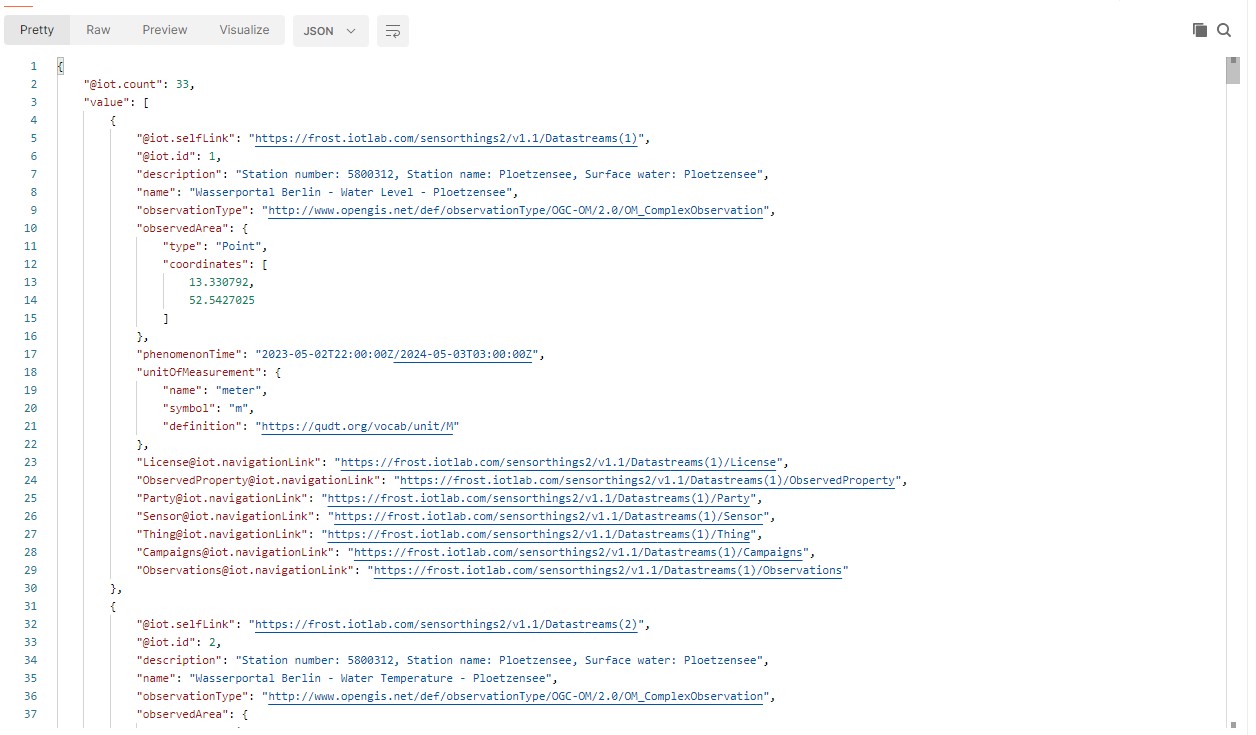 Pretty Raw Preview Visualize JSON
1 {
2 "@iot.count": 33,
3 "value": [
4 {
5 "@iot.selfLink": "https://frost.iotlab.com/sensorthings2/v1.1/Datastreams(1)",
6 "@iot.id": 1,
7 "description": "Station number: 5800312, Station name: Ploetzensee, Surface water: Ploetzensee",
8 "name": "Wasserportal Berlin - Water Level - Ploetzensee",
9 "observationType": "http://www.opengis.net/def/observationType/OGC-OM/2.0/OM_ComplexObservation",
10 "observedArea": {
11 "type": "Point",
12 "coordinates": [
13 13.330792,
14 52.5427025
15 ]
16 },
17 "phenomenonTime": "2023-05-02T22:00:00Z/2024-05-03T03:00:00Z",
18 "unitOfMeasurement": {
19 "name": "meter",
20 "symbol": "m",
21 "definition": "https://qudt.org/vocab/unit/M"
22 },
23 "License@iot.navigationLink": "https://frost.iotlab.com/sensorthings2/v1.1/Datastreams(1)/License",
24 "ObservedProperty@iot.navigationLink": "https://frost.iotlab.com/sensorthings2/v1.1/Datastreams(1)/ObservedProperty",
25 "Party@iot.navigationLink": "https://frost.iotlab.com/sensorthings2/v1.1/Datastreams(1)/Party",
26 "Sensor@iot.navigationLink": "https://frost.iotlab.com/sensorthings2/v1.1/Datastreams(1)/Sensor",
27 "Thing@iot.navigationLink": "https://frost.iotlab.com/sensorthings2/v1.1/Datastreams(1)/Thing",
28 "Campaigns@iot.navigationLink": "https://frost.iotlab.com/sensorthings2/v1.1/Datastreams(1)/Campaigns",
29 "Observations@iot.navigationLink": "https://frost.iotlab.com/sensorthings2/v1.1/Datastreams(1)/Observations"
30 },
31 {
32 "@iot.selfLink": "https://frost.iotlab.com/sensorthings2/v1.1/Datastreams(2)",
33 "@iot.id": 2,
34 "description": "Station number: 5800312, Station name: Ploetzensee, Surface water: Ploetzensee",
35 "name": "Wasserportal Berlin - Water Temperature - Ploetzensee",
36 "observationType": "http://www.opengis.net/def/observationType/OGC-OM/2.0/OM_ComplexObservation",
37 "observedArea": {